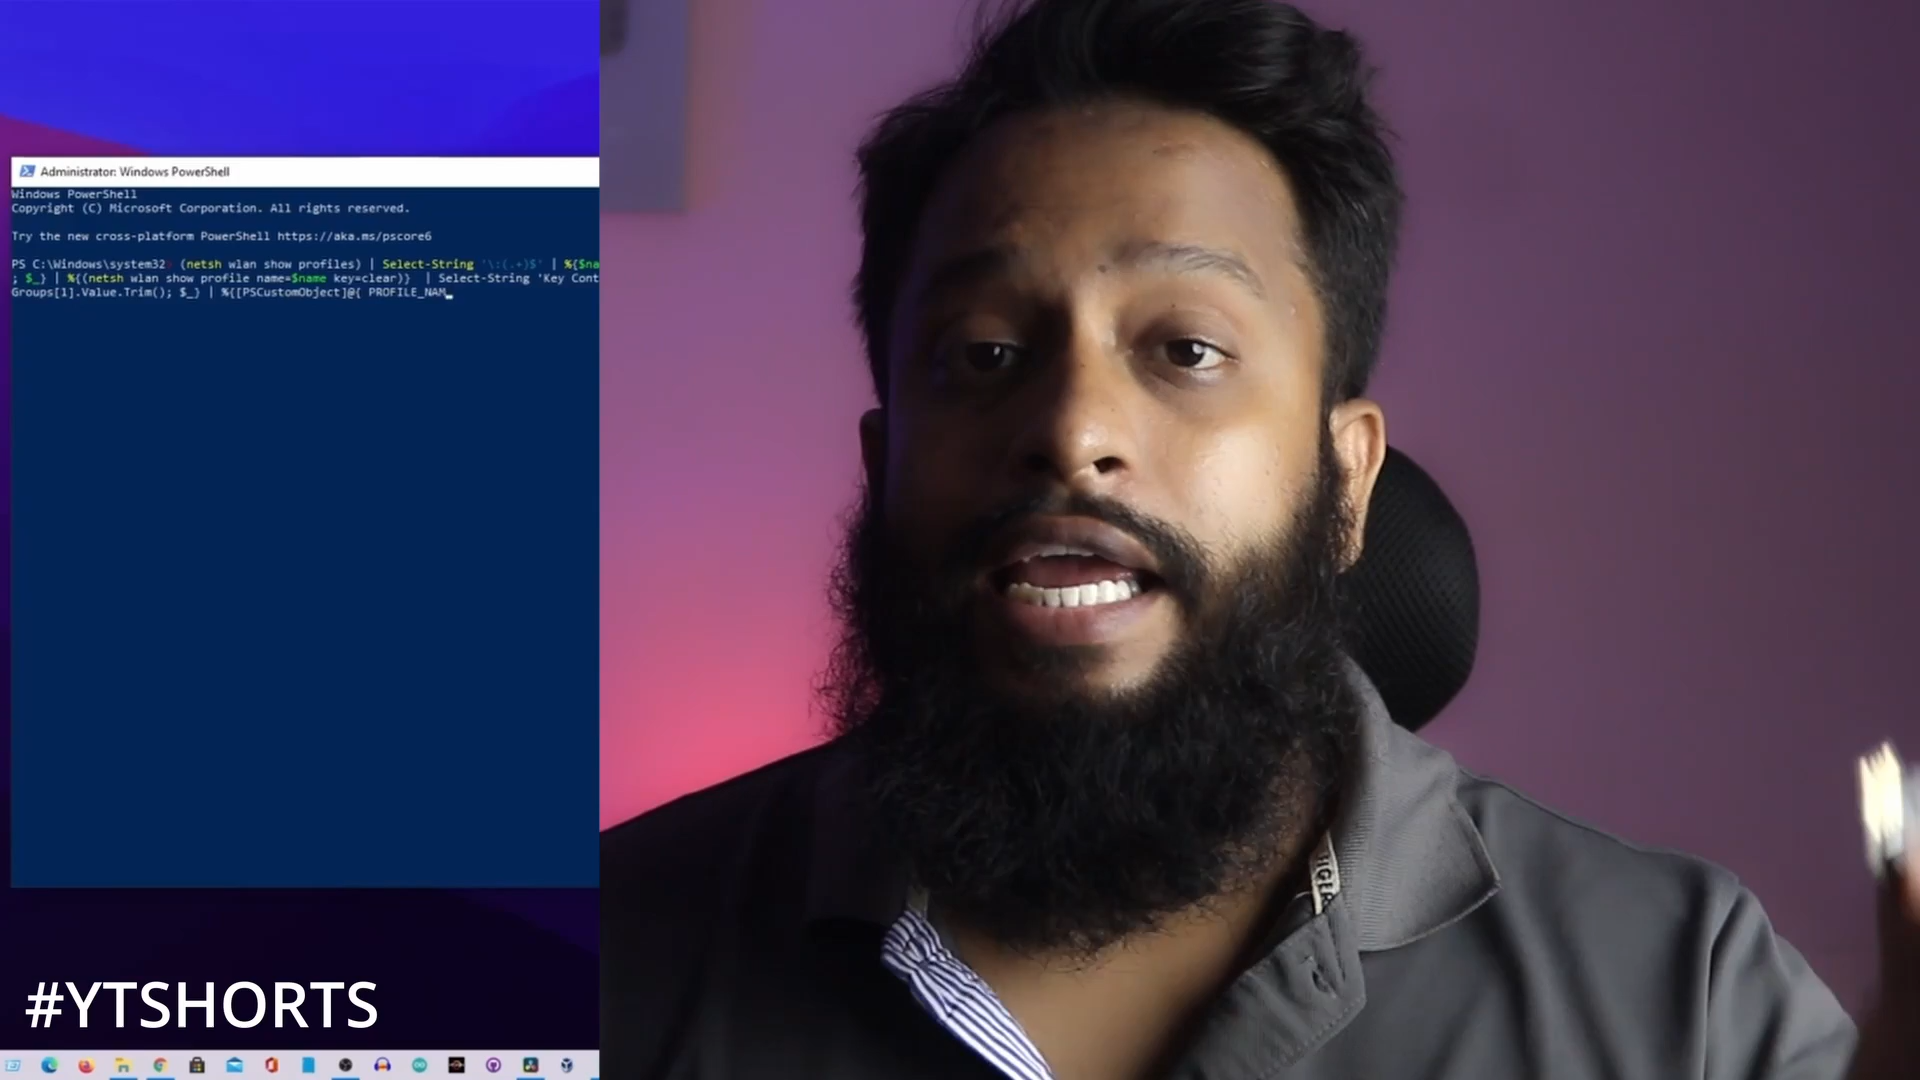 Administrator: Windows PowerShell
Windows PowerShell
Copyright (C) Microsoft Corporation. All rights reserved.
Try the new cross-platform PowerShell https://aka.ms/pscore6
PS C:\Windows\system32> (netsh wlan show profiles) | Select-String '\:(.+)$' | %{$na
; $_} | %{(netsh wlan show profile name=$name key=clear)} | Select-String 'Key Cont
Groups[1].Value.Trim(); $_} | %{[PSCustomObject]@{ PROFILE_NAM
#YTSHORTS